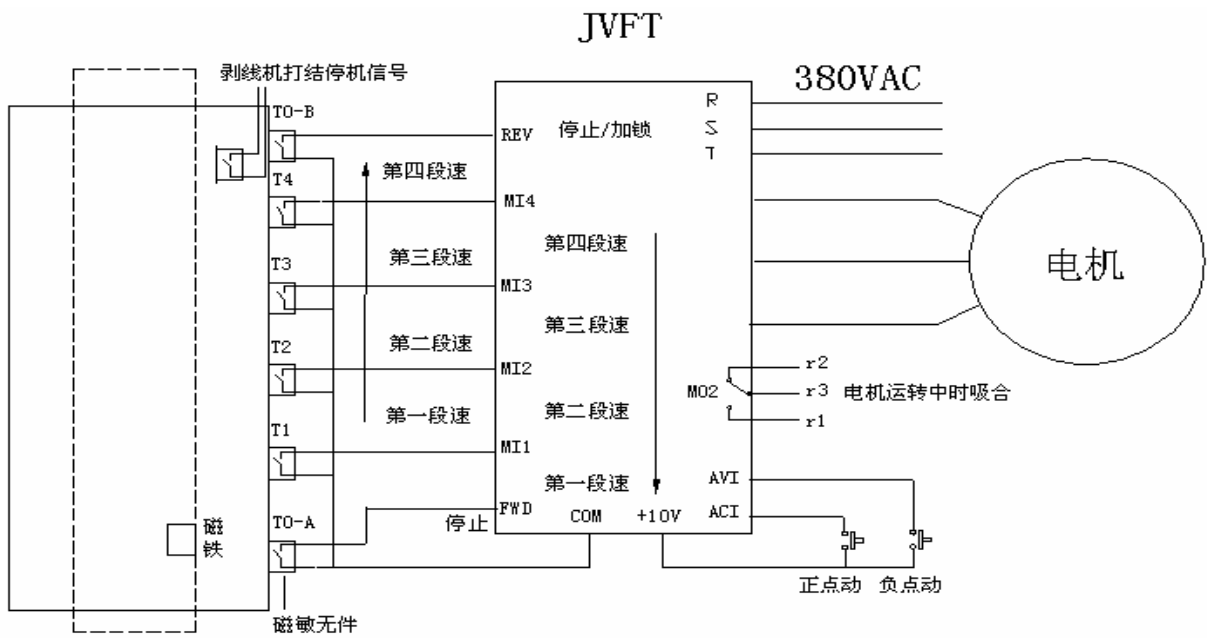 JVFT
剥线机打结停机信号
380VAC
T0-B
REV
停止/加锁
R
S
T
第四段速
T4
MI4
第四段速
第三段速
T3
MI3
第三段速
电机
T2
第二段速
MI2
r2
MO2
r3
电机运转中时吸合
r1
第二段速
第一段速
T1
MI1
第一段速
AVI
T0-A
FWD
停止
COM
+10V
ACI
磁
铁
正点动
负点动
磁敏无件